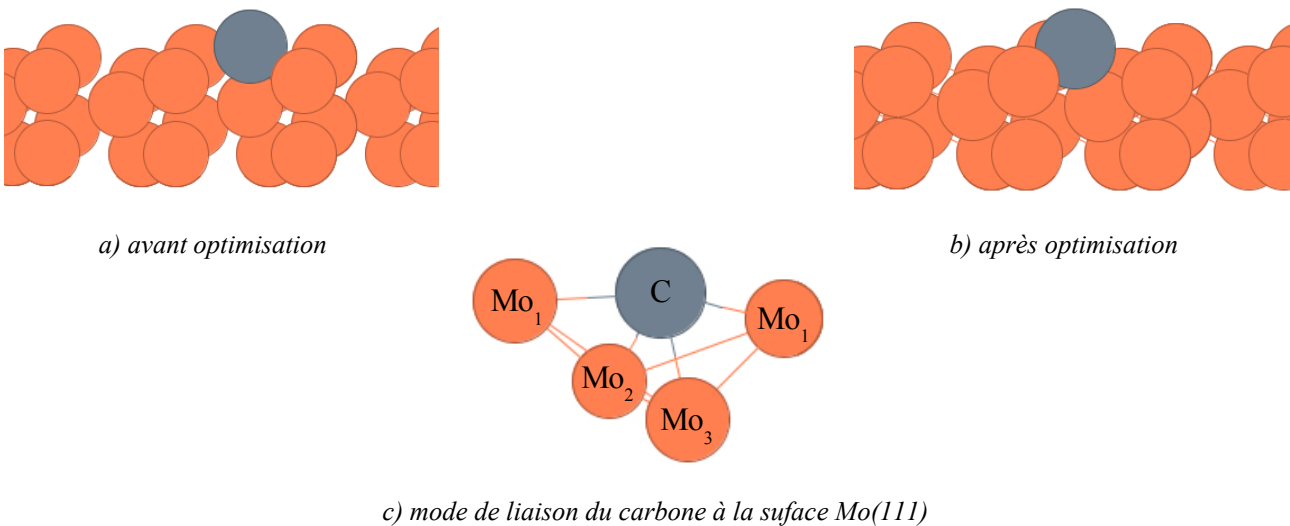 a) avant optimisation
b) après optimisation
Mo1
C
Mo1
Mo2
Mo3
c) mode de liaison du carbone à la suface Mo(111)